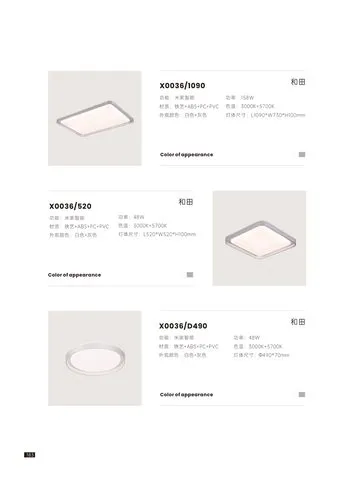 X0036/1090
和田
功能: 米家智能
功率: 158W
材质: 铁艺+ABS+PC+PVC
色温: 3000K+5700K
外观颜色: 白色+灰色
灯体尺寸: L1090*W730*H100mm
Color of appearance
X0036/520
和田
功能: 米家智能
功率: 48W
材质: 铁艺+ABS+PC+PVC
色温: 3000K+5700K
外观颜色: 白色+灰色
灯体尺寸: L520*W520*H100mm
Color of appearance
X0036/D490
和田
功能: 米家智能
功率: 48W
材质: 铁艺+ABS+PC+PVC
色温: 3000K+5700K
外观颜色: 白色+灰色
灯体尺寸: Φ490*70mm
Color of appearance